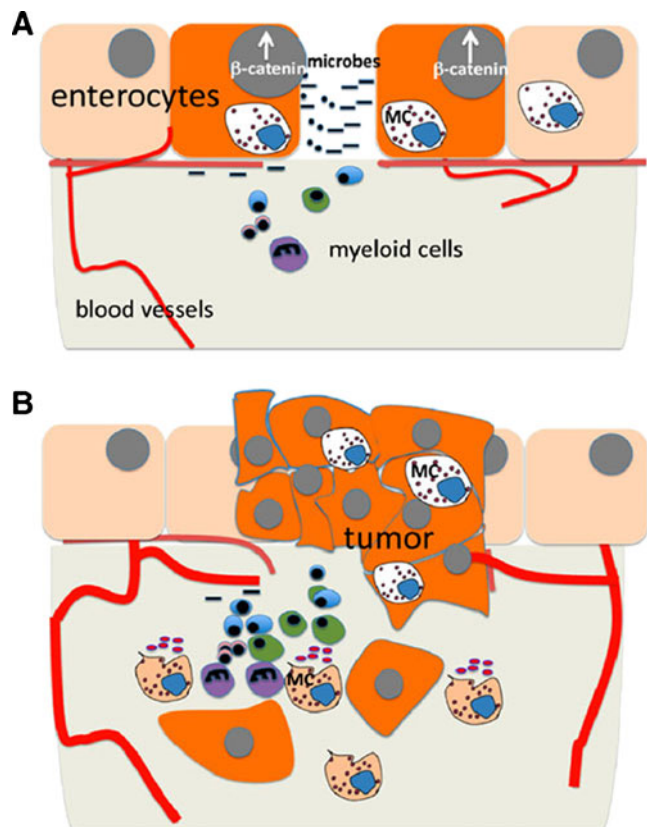 A
microbes
β-catenin β-catenin
enterocytes
MC
myeloid cells
blood vessels
B
MC
tumor
MC